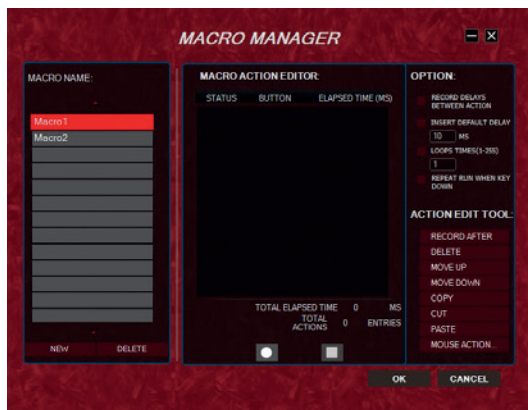 MACRO MANAGER
MACRO NAME:
Macro1
Macro2
NEW DELETE
MACRO ACTION EDITOR:
STATUS BUTTON ELAPSED TIME (MS)
TOTAL ELAPSED TIME 0 MS
TOTAL
ACTIONS 0 ENTRIES
OPTION:
RECORD DELAYS
BETWEEN ACTION
INSERT DEFAULT DELAY
10 MS
LOOPS TIMES(1-255)
1
REPEAT RUN WHEN KEY
DOWN
ACTION EDIT TOOL:
RECORD AFTER
DELETE
MOVE UP
MOVE DOWN
COPY
CUT
PASTE
MOUSE ACTION...
OK CANCEL